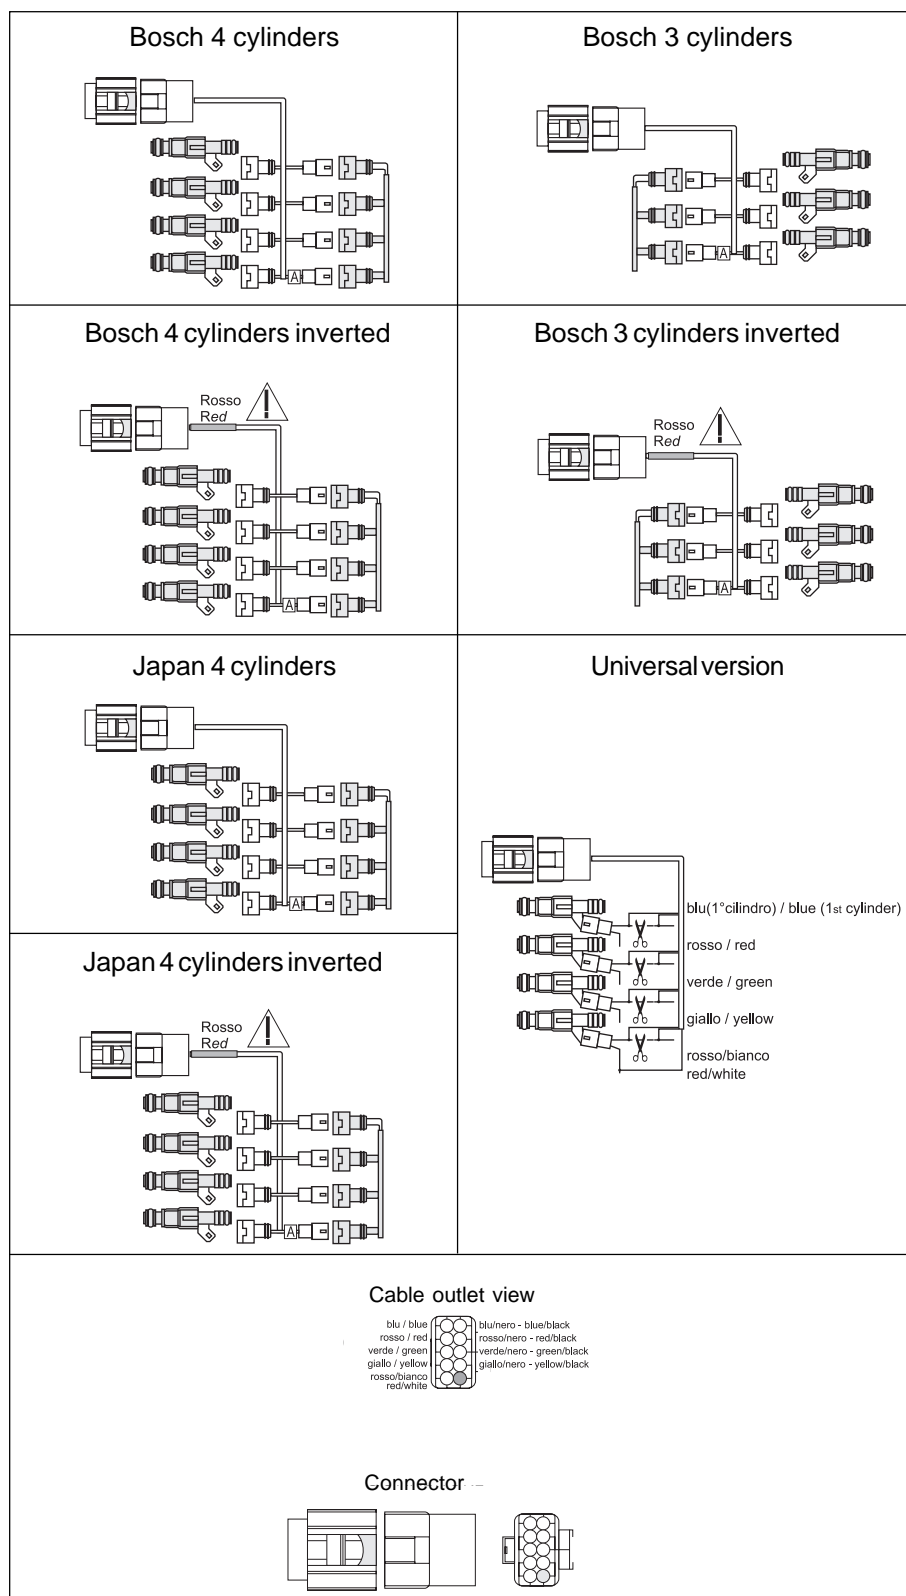 Bosch 4 cylinders
Bosch 3 cylinders
A
A
Bosch 4 cylinders inverted
Bosch 3 cylinders inverted
Rosso
Red
!
A
Rosso
Red
!
A
Japan 4 cylinders
Universal version
A
blu(1°cilindro) / blue (1st cylinder)
rosso / red
verde / green
giallo / yellow
rosso/bianco
red/white
Japan 4 cylinders inverted
Rosso
Red
!
A
Cable outlet view
blu / blue
blu/nero - blue/black
rosso / red
rosso/nero - red/black
verde / green
verde/nero - green/black
giallo / yellow
giallo/nero - yellow/black
rosso/bianco
red/white
Connector